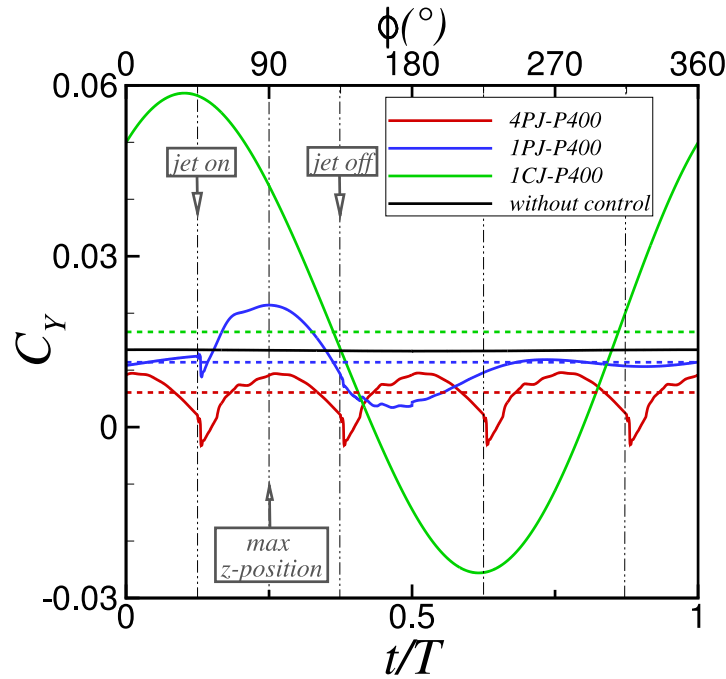 ϕ(°)
0 90 180 270 360
0.06
4PJ-P400
1PJ-P400
1CJ-P400
without control
jet on
jet off
0.03
C_Y
0
max
z-position
-0.03
0 0.5 1
t/T